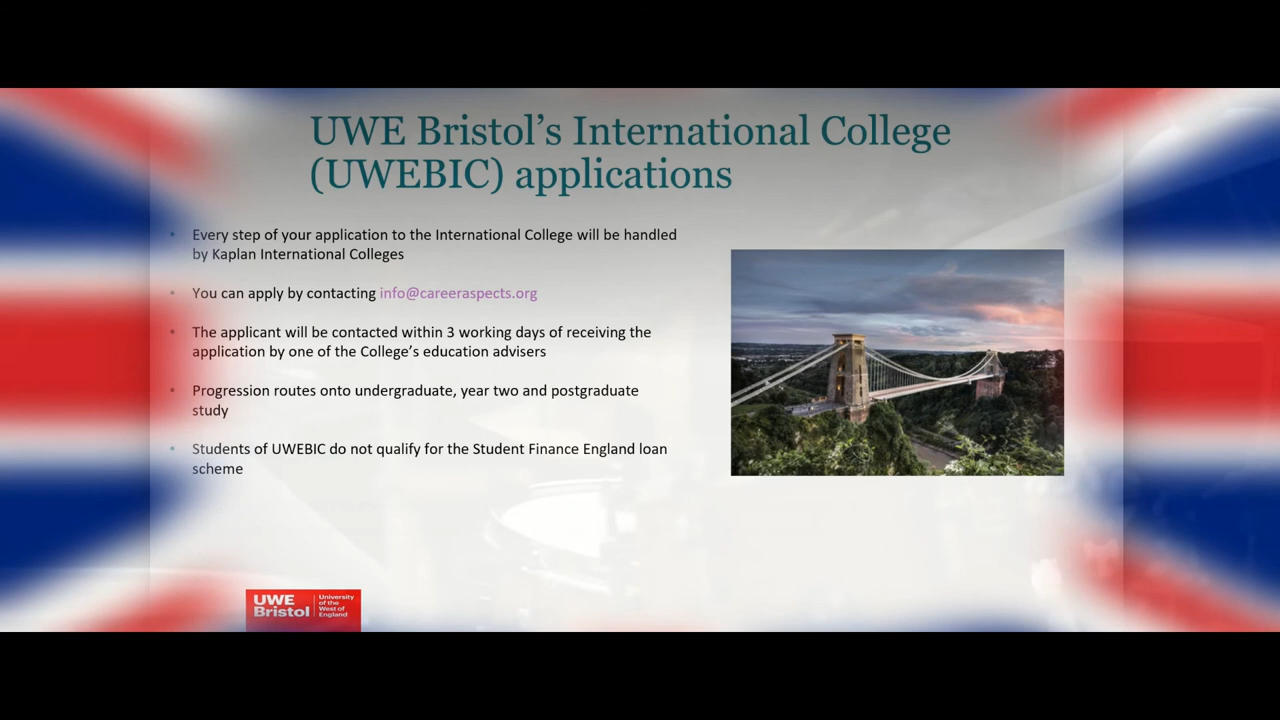 UWE Bristol’s International College
(UWEBIC) applications
• Every step of your application to the International College will be handled
by Kaplan International Colleges
• You can apply by contacting info@careeraspects.org
• The applicant will be contacted within 3 working days of receiving the
application by one of the College’s education advisers
• Progression routes onto undergraduate, year two and postgraduate
study
• Students of UWEBIC do not qualify for the Student Finance England loan
scheme
UWE
Bristol
University
of the
West of
England